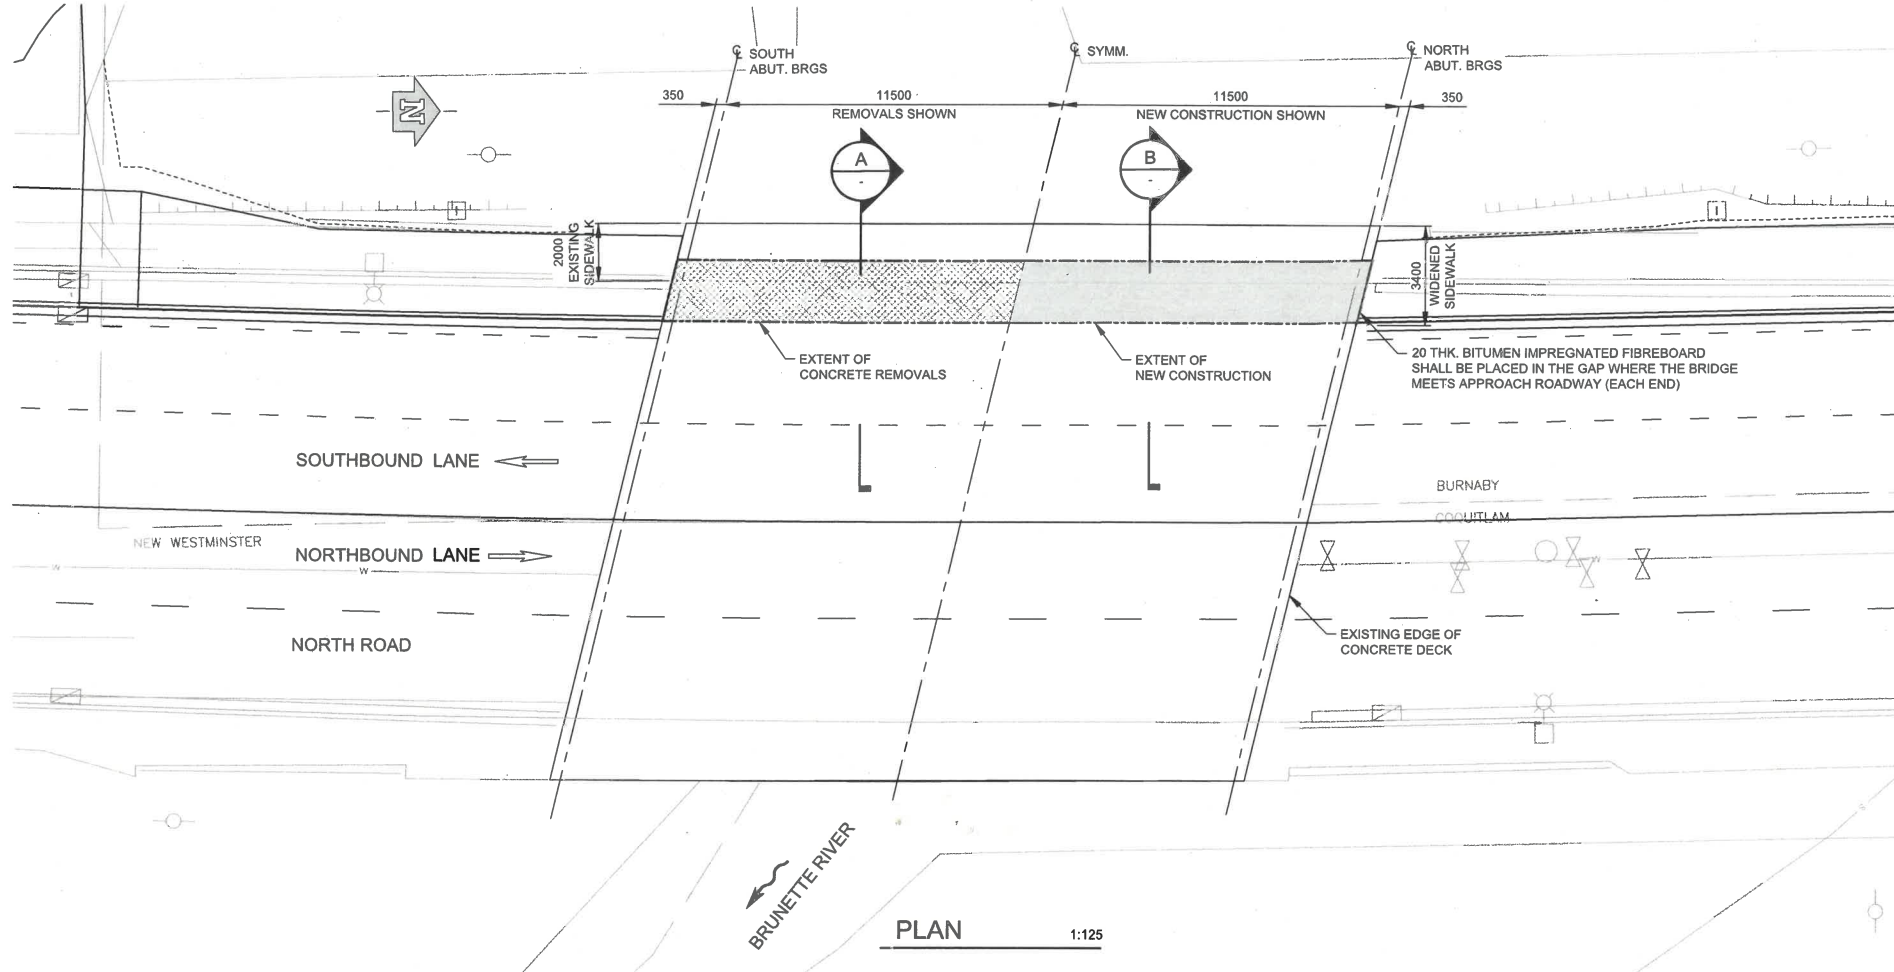 ℄ SOUTH
ABUT. BRGS
℄ SYMM.
℄ NORTH
ABUT. BRGS
350
11500
REMOVALS SHOWN
11500
NEW CONSTRUCTION SHOWN
350
N
A
-
B
-
2000
EXISTING
SIDEWALK
3400
WIDENED
SIDEWALK
EXTENT OF
CONCRETE REMOVALS
EXTENT OF
NEW CONSTRUCTION
20 THK. BITUMEN IMPREGNATED FIBREBOARD
SHALL BE PLACED IN THE GAP WHERE THE BRIDGE
MEETS APPROACH ROADWAY (EACH END)
SOUTHBOUND LANE
BURNABY
COQUITLAM
NEW WESTMINSTER
NORTHBOUND LANE
W
W
W
NORTH ROAD
EXISTING EDGE OF
CONCRETE DECK
S
BRUNETTE RIVER
PLAN
1:125